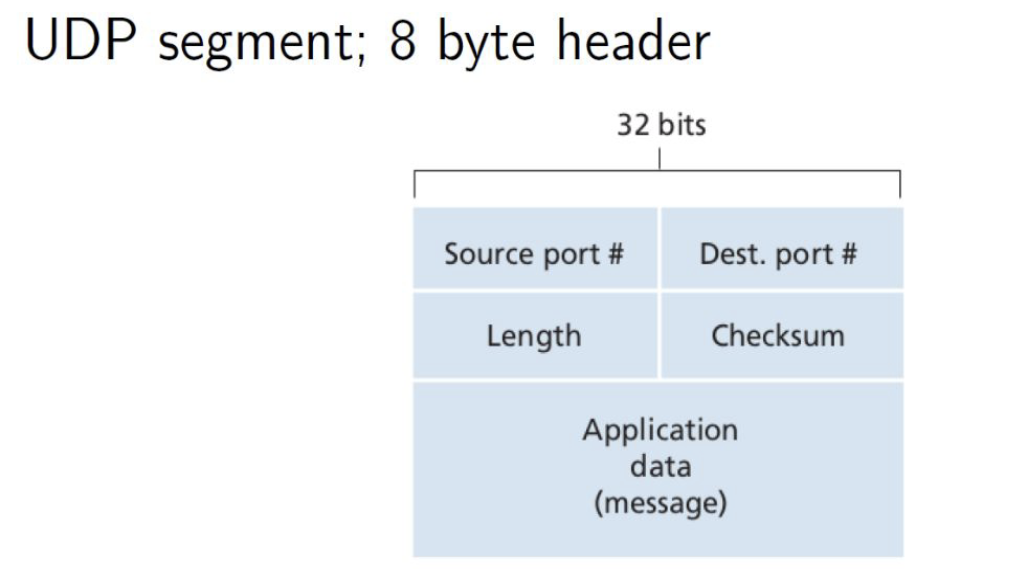 UDP segment; 8 byte header
32 bits
Source port #
Dest. port #
Length
Checksum
Application
data
(message)